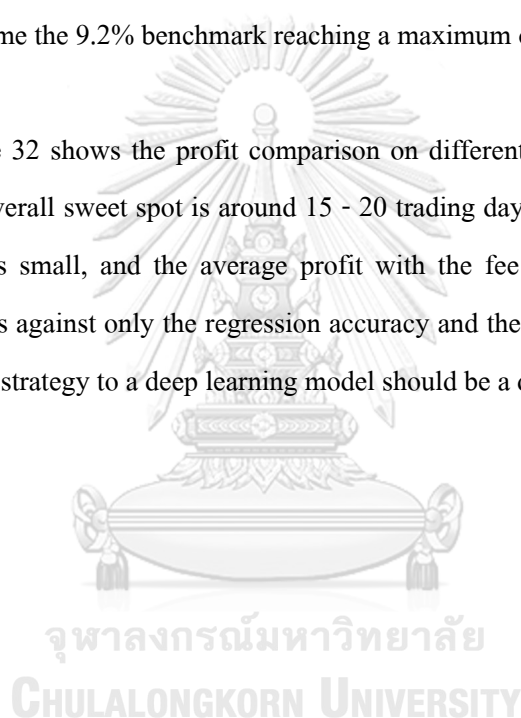 me the 9.2% benchmark reaching a maximum
32 shows the profit comparison on different
verall sweet spot is around 15 - 20 trading day
s small, and the average profit with the fee
s against only the regression accuracy and the
strategy to a deep learning model should be a
จุฬาลงกรณ์มหาวิทยาลัย
CHULALONGKORN UNIVERSITY